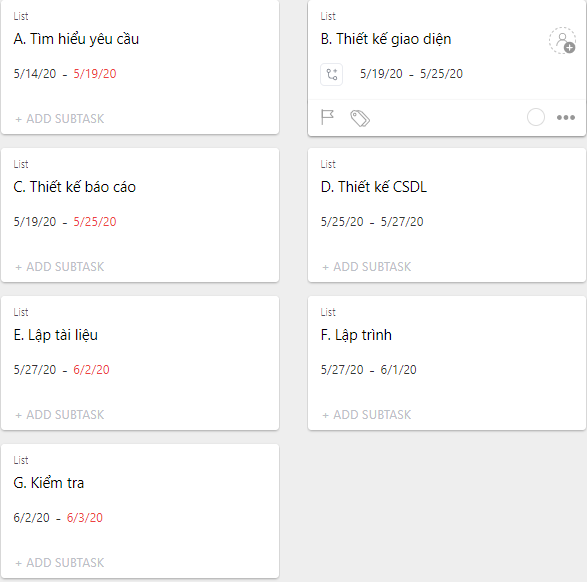 List
A. Tìm hiểu yêu cầu
5/14/20 - 5/19/20
+ ADD SUBTASK
List
B. Thiết kế giao diện
5/19/20 - 5/25/20
List
C. Thiết kế báo cáo
5/19/20 - 5/25/20
+ ADD SUBTASK
List
D. Thiết kế CSDL
5/25/20 - 5/27/20
+ ADD SUBTASK
List
E. Lập tài liệu
5/27/20 - 6/2/20
+ ADD SUBTASK
List
F. Lập trình
5/27/20 - 6/1/20
+ ADD SUBTASK
List
G. Kiểm tra
6/2/20 - 6/3/20
+ ADD SUBTASK